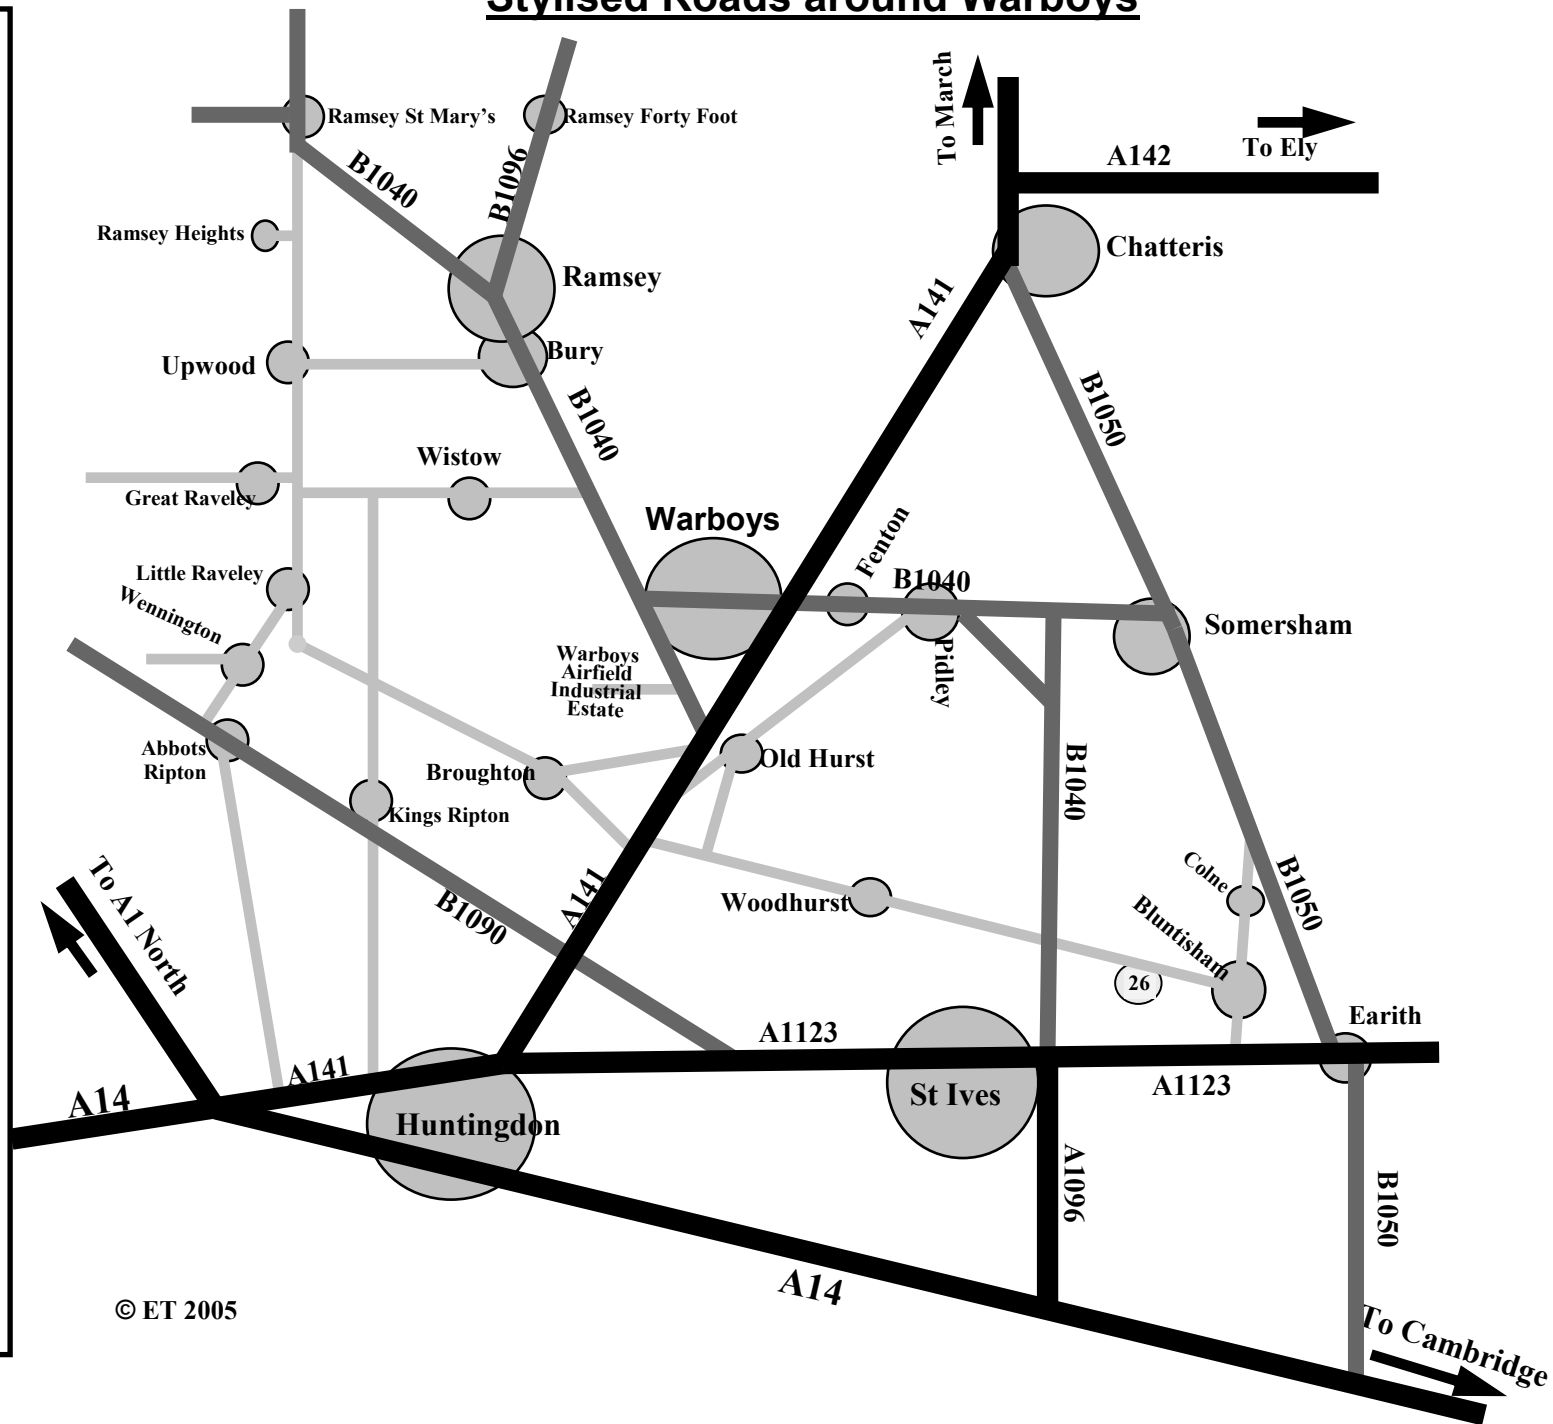 Stylised Roads around Warboys
To March
Ramsey St Mary’s
Ramsey Forty Foot
To Ely
A142
B1040
B1096
Ramsey Heights
Chatteris
Ramsey
A141
Bury
Upwood
B1050
B1040
Wistow
Great Raveley
Warboys
Fenton
B1040
Little Raveley
Wennington
Somersham
Pidley
Warboys
Airfield
Industrial
Estate
Abbots
Ripton
Broughton
Old Hurst
B1040
Kings Ripton
To A1 North
A141
Colne
B1050
Woodhurst
B1090
Bluntisham
26
Earith
A1123
A141
A14
A1123
St Ives
Huntingdon
A1096
B1050
A14
© ET 2005
To Cambridge